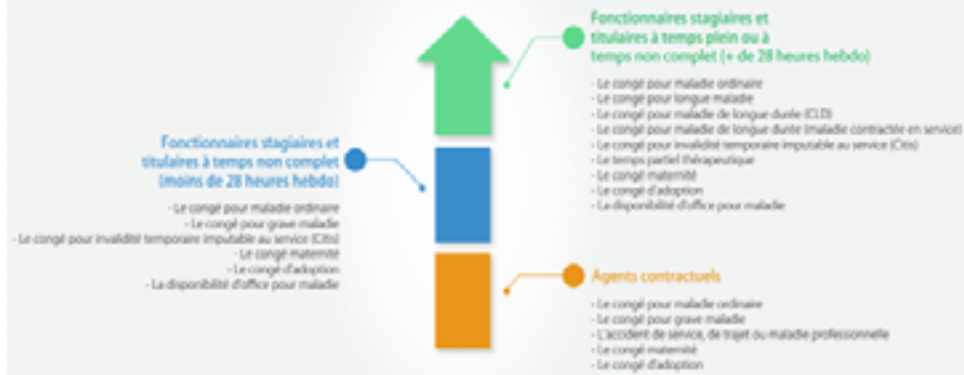 Fonctionnaires stagiaires et
titulaires à temps plein ou à
temps non complet (+ de 28 heures hebdo)
- Le congé pour maladie ordinaire
- Le congé pour longue maladie
- Le congé pour maladie de longue durée (CLD)
- Le congé pour maladie de longue durée (maladie contractée en service)
- Le congé pour invalidité temporaire imputable au service (Citis)
- Le temps partiel thérapeutique
- Le congé maternité
- Le congé d'adoption
- La disponibilité d'office pour maladie
Fonctionnaires stagiaires et
titulaires à temps non complet
(moins de 28 heures hebdo)
- Le congé pour maladie ordinaire
- Le congé pour grave maladie
- Le congé pour invalidité temporaire imputable au service (Citis)
- Le congé maternité
- Le congé d'adoption
- La disponibilité d'office pour maladie
Agents contractuels
- Le congé pour maladie ordinaire
- Le congé pour grave maladie
- L'accident de service, de trajet ou maladie professionnelle
- Le congé maternité
- Le congé d'adoption